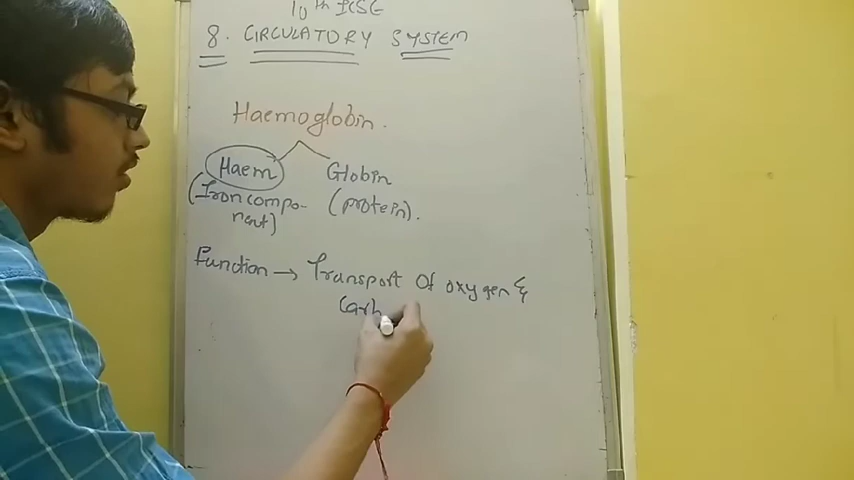 10th ICSE
8. CIRCULATORY SYSTEM
Haemoglobin.
Haem Globin
(Iron compo- (protein).
nent)
Function → Transport Of oxygen &
Carb